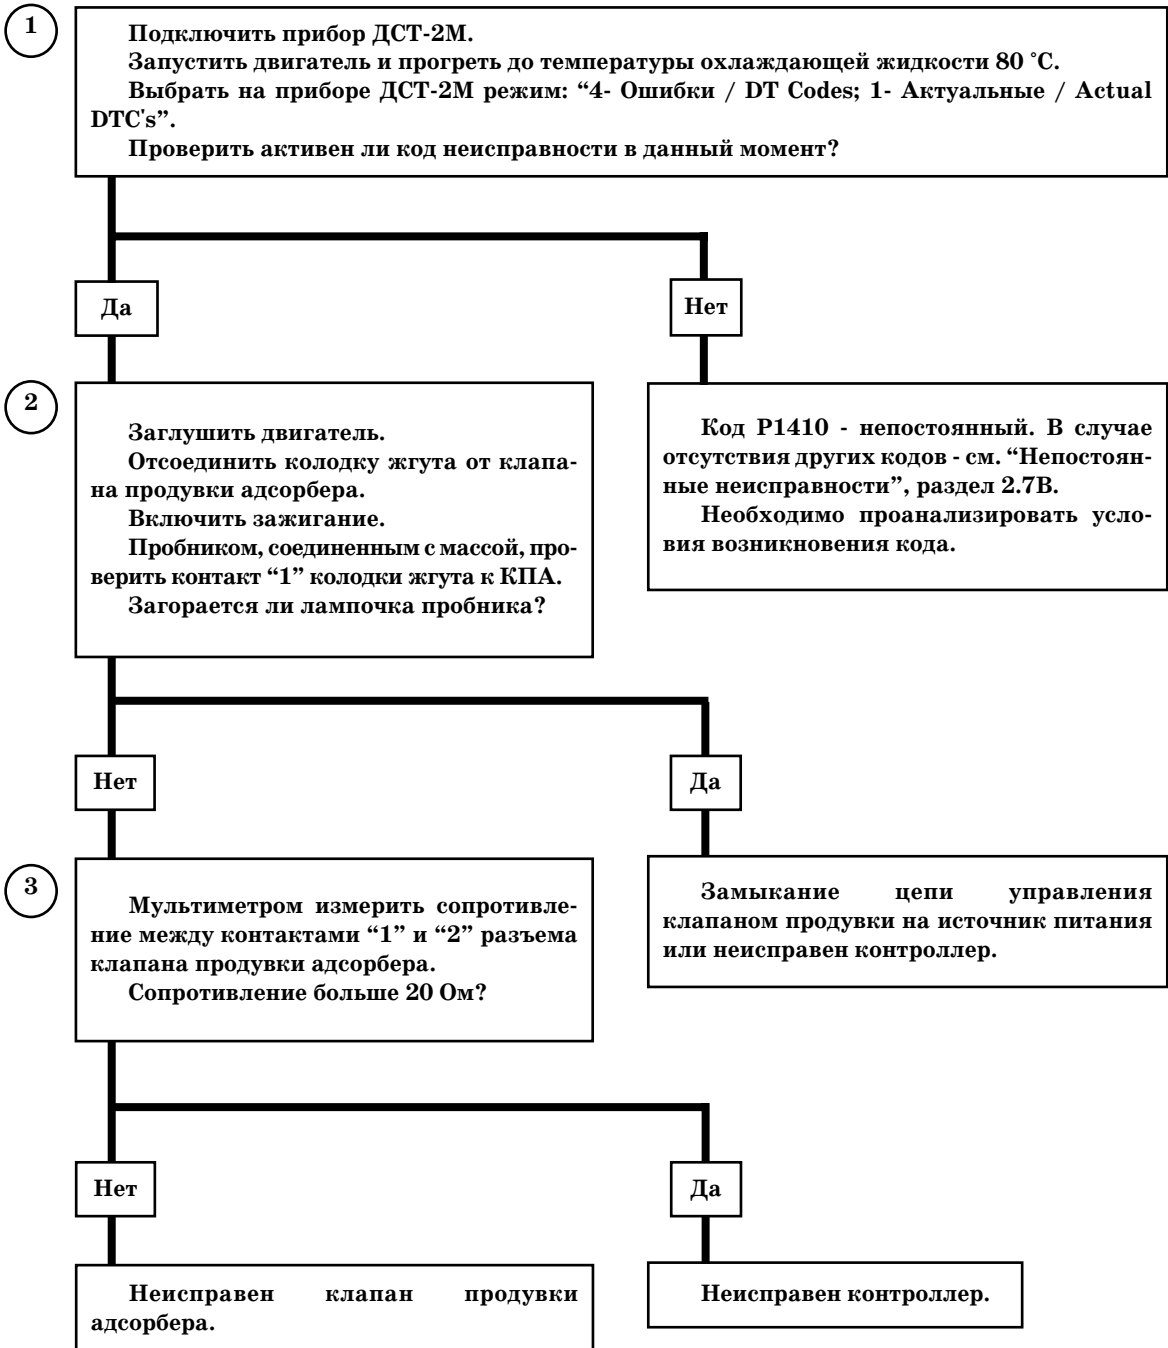 1
Подключить прибор ДСТ-2М.
Запустить двигатель и прогреть до температуры охлаждающей жидкости 80 °С.
Выбрать на приборе ДСТ-2М режим: “4- Ошибки / DT Codes; 1- Актуальные / Actual
DTC's”.
Проверить активен ли код неисправности в данный момент?
Да
Нет
2
Заглушить двигатель.
Отсоединить колодку жгута от клапа-
на продувки адсорбера.
Включить зажигание.
Пробником, соединенным с массой, про-
верить контакт “1” колодки жгута к КПА.
Загорается ли лампочка пробника?
Код Р1410 - непостоянный. В случае
отсутствия других кодов - см. “Непостоян-
ные неисправности”, раздел 2.7В.
Необходимо проанализировать усло-
вия возникновения кода.
Нет
Да
3
Мультиметром измерить сопротивле-
ние между контактами “1” и “2” разъема
клапана продувки адсорбера.
Сопротивление больше 20 Ом?
Замыкание цепи управления
клапаном продувки на источник питания
или неисправен контроллер.
Нет
Да
Неисправен клапан продувки
адсорбера.
Неисправен контроллер.